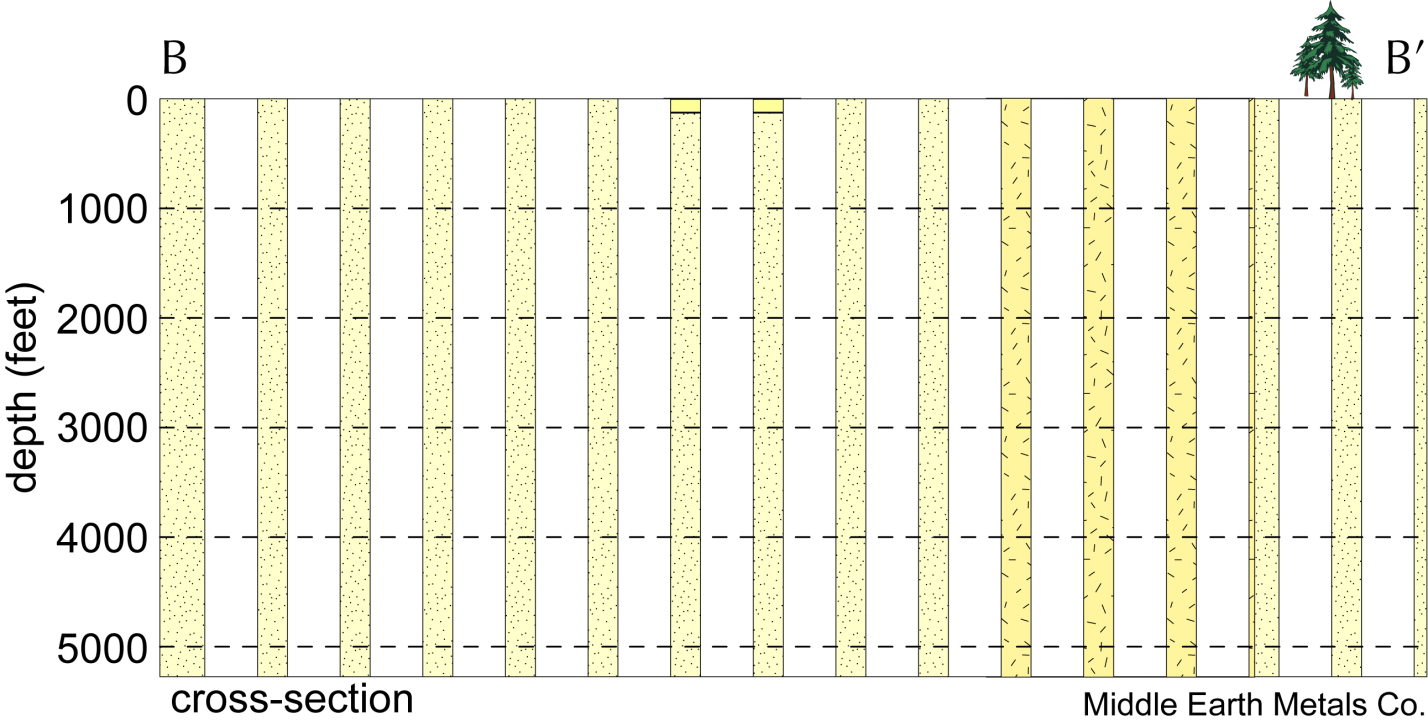 B
B′
0
1000
2000
3000
4000
5000
depth (feet)
cross-section
Middle Earth Metals Co.